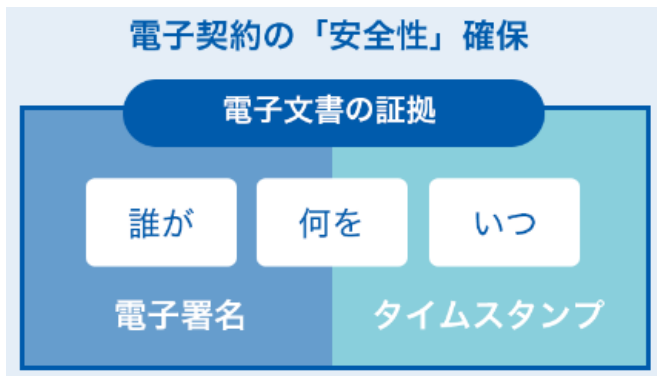 電子契約の「安全性」確保
電子文書の証拠
誰が 何を いつ
電子署名 タイムスタンプ